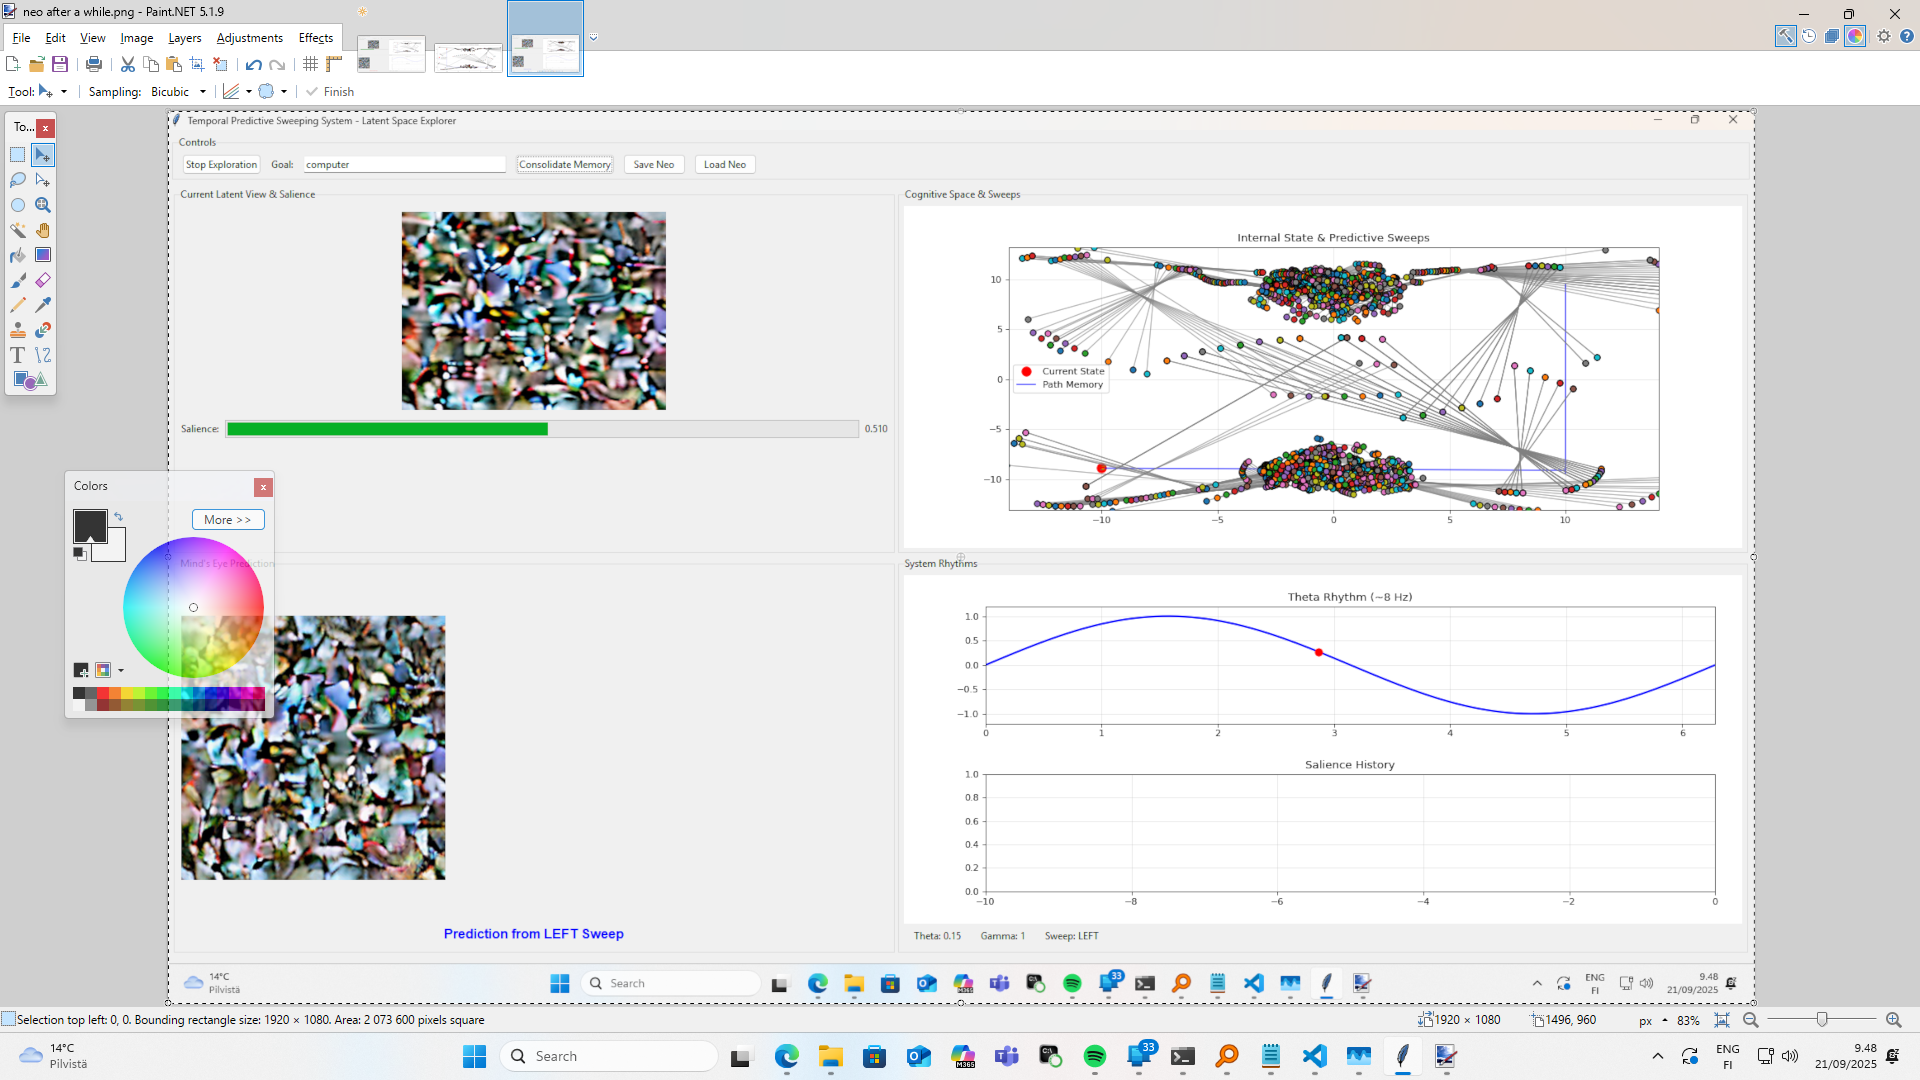 neo after a while.png - Paint.NET 5.1.9
File Edit View Image Layers Adjustments Effects
Tool: Sampling: Bicubic Finish
To...
Temporal Predictive Sweeping System - Latent Space Explorer
Controls
Stop Exploration Goal: computer Consolidate Memory Save Neo Load Neo
Current Latent View & Salience
Salience: 0.510
Cognitive Space & Sweeps
Internal State & Predictive Sweeps
10
5
0
−5
−10
Current State
Path Memory
−10 −5 0 5 10
Colors
More >>
Mind's Eye Prediction
Prediction from LEFT Sweep
System Rhythms
Theta Rhythm (~8 Hz)
1.0
0.5
0.0
−0.5
−1.0
0 1 2 3 4 5 6
Salience History
1.0
0.8
0.6
0.4
0.2
0.0
−10 −8 −6 −4 −2 0
Theta: 0.15 Gamma: 1 Sweep: LEFT
14°C
Pilvistä
Search
33
ENG
FI
9.48
21/09/2025
Selection top left: 0, 0. Bounding rectangle size: 1920 × 1080. Area: 2 073 600 pixels square
1920 × 1080 1496, 960 px 83%
14°C
Pilvistä
Search
33
ENG
FI
9.48
21/09/2025